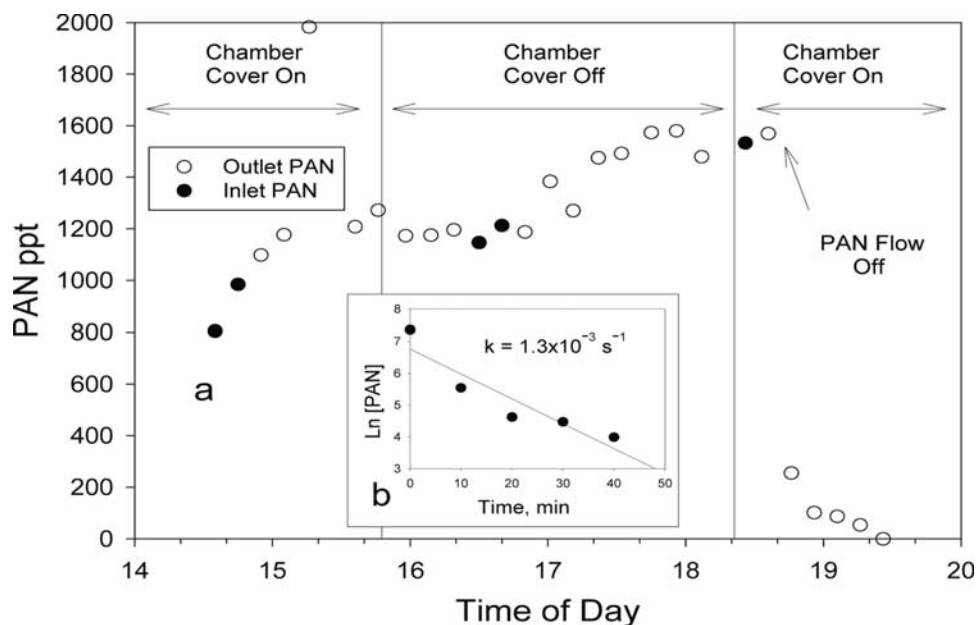 2000
1800
1600
1400
1200
1000
800
600
400
200
0
PAN ppt
Chamber
Cover On
Chamber
Cover Off
Chamber
Cover On
Outlet PAN
Inlet PAN
PAN Flow
Off
a
8
7
6
5
4
3
Ln [PAN]
k = 1.3x10⁻³ s⁻¹
b
0 10 20 30 40 50
Time, min
14 15 16 17 18 19 20
Time of Day